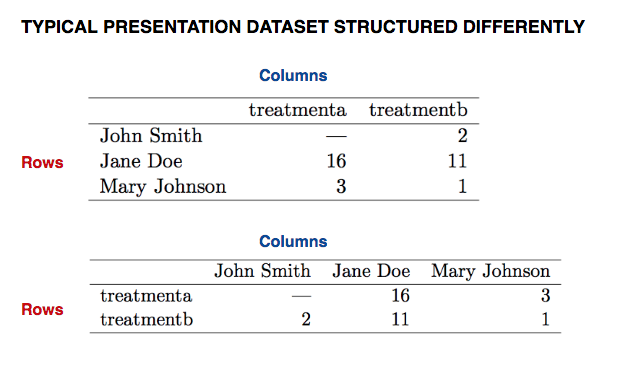 TYPICAL PRESENTATION DATASET STRUCTURED DIFFERENTLY
Columns
treatmenta treatmentb
John Smith — 2
Rows Jane Doe 16 11
Mary Johnson 3 1
Columns
John Smith Jane Doe Mary Johnson
treatmenta — 16 3
Rows
treatmentb 2 11 1